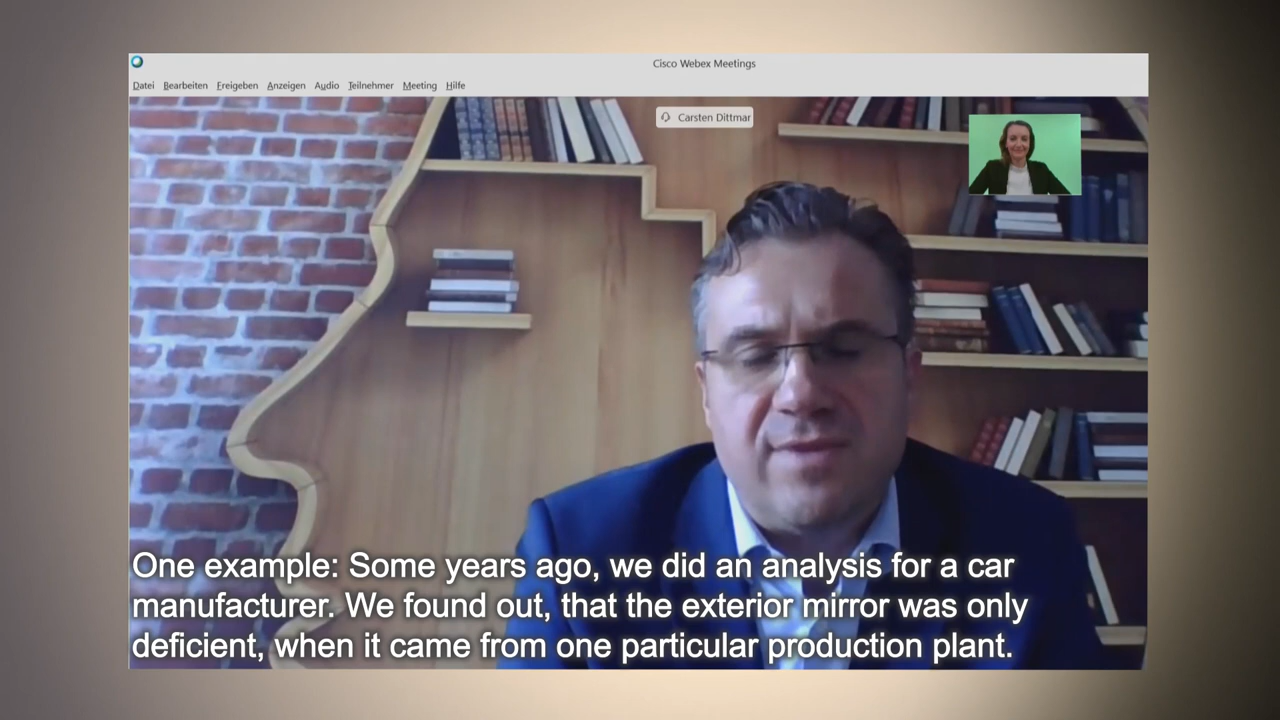 Cisco Webex Meetings
Datei Bearbeiten Freigeben Anzeigen Audio Teilnehmer Meeting Hilfe
Carsten Dittmar
One example: Some years ago, we did an analysis for a car
manufacturer. We found out, that the exterior mirror was only
deficient, when it came from one particular production plant.